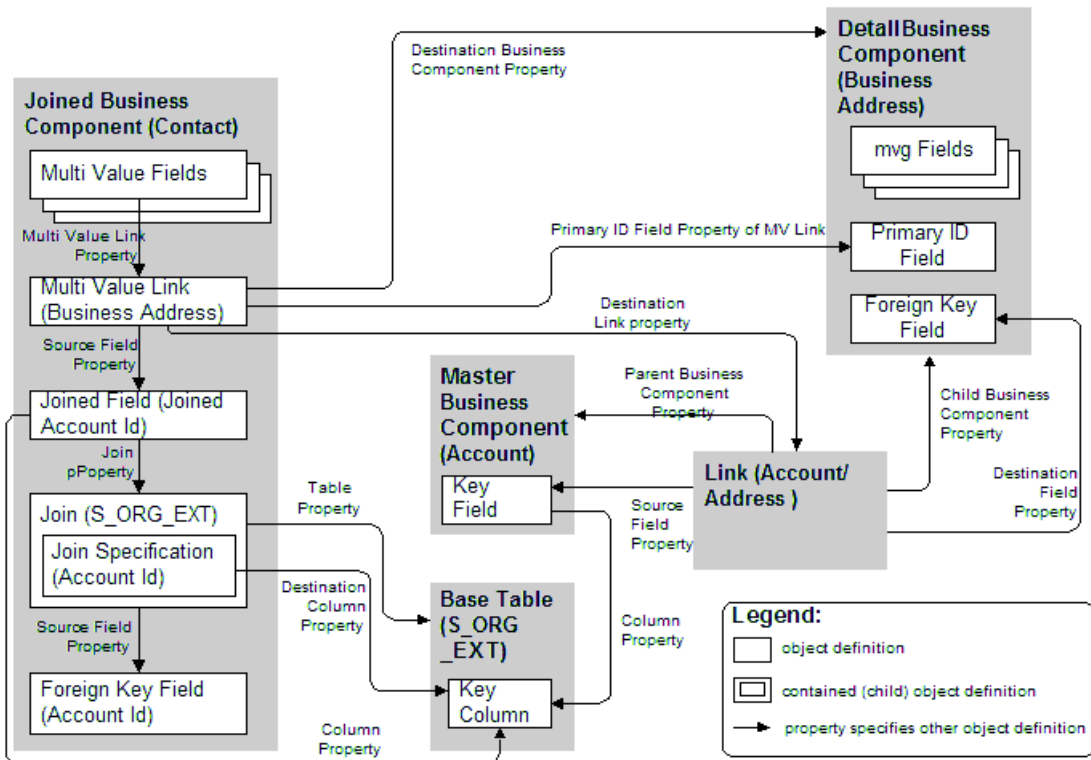 Joined Business
Component (Contact)
Multi Value Fields
Multi Value Link
Property
Multi Value Link
(Business Address)
Source Field
Property
Joined Field (Joined
Account Id)
Join
pPoperty
Join (S_ORG_EXT)
Join Specification
(Account Id)
Source Field
Property
Foreign Key Field
(Account Id)
Destination Business
Component Property
Primary ID Field Property of MV Link
Destination
Link property
Table
Property
Destination
Column
Property
Column
Property
Master
Business
Component
(Account)
Key
Field
Parent Business
Component
Property
Source
Field
Property
Column
Property
Base Table
(S_ORG
_EXT)
Key
Column
Link (Account/
Address )
Detall Business
Component
(Business
Address)
mvg Fields
Primary ID
Field
Foreign Key
Field
Child Business
Component
Property
Destination
Field
Property
Legend:
object definition
contained (child) object definition
property specifies other object definition